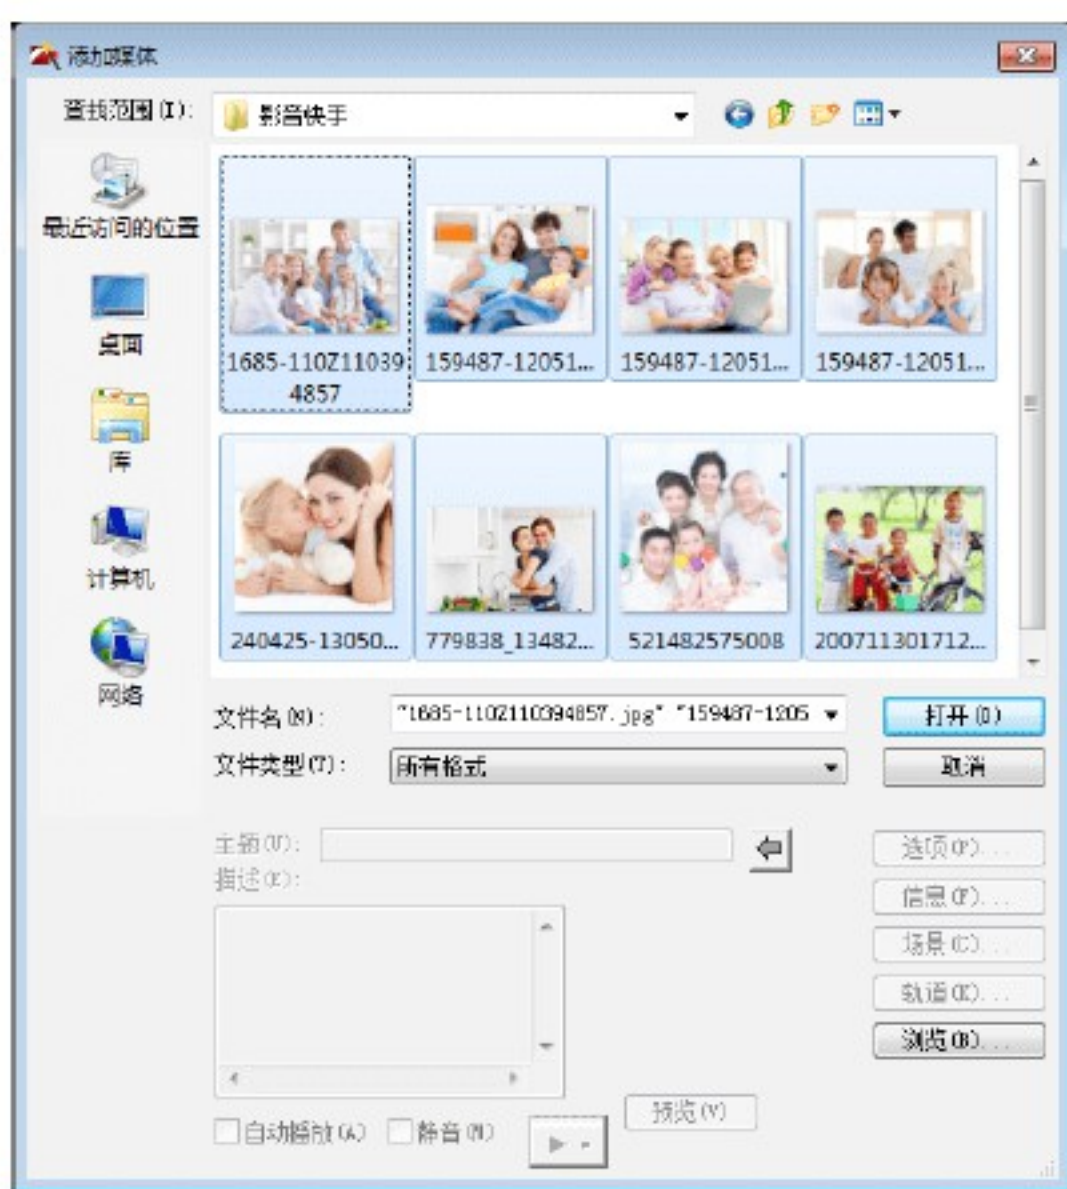 添加媒体
查找范围(I):
影音快手
最近访问的位置
桌面
库
计算机
网络
1685-110Z110394857
159487-12051...
159487-12051...
159487-12051...
240425-13050...
779838_13482...
521482575008
200711301712...
文件名(N):
"1685-110Z110394857.jpg" "159487-1205
打开(O)
文件类型(T):
所有格式
取消
主题(U):
描述(E):
选项(P)...
信息(F)...
场景(C)...
轨道(K)...
浏览(B)...
自动播放(A)
静音(M)
预览(V)